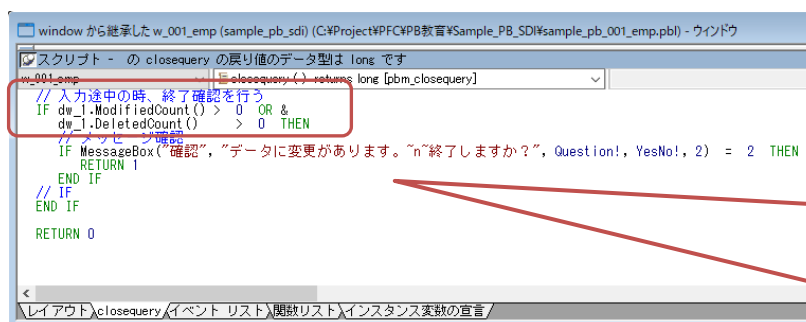 window から継承した w_001_emp (sample_pb_sdi) (C:¥Project¥PFC¥PB教育¥Sample_PB_SDI¥sample_pb_001_emp.pbl) - ウインドウ
スクリプト - の closequery の戻り値のデータ型は long です
w_001_emp closequery ( ) returns long [pbm_closequery]
// 入力途中の時、終了確認を行う
IF dw_1.ModifiedCount() > 0 OR &
dw_1.DeletedCount() > 0 THEN
// メッセージ確認
IF MessageBox("確認", "データに変更があります。~n~終了しますか？", Question!, YesNo!, 2) = 2 THEN
RETURN 1
END IF
// IF
END IF
RETURN 0
レイアウト closequery イベント リスト 関数リスト インスタンス変数の宣言